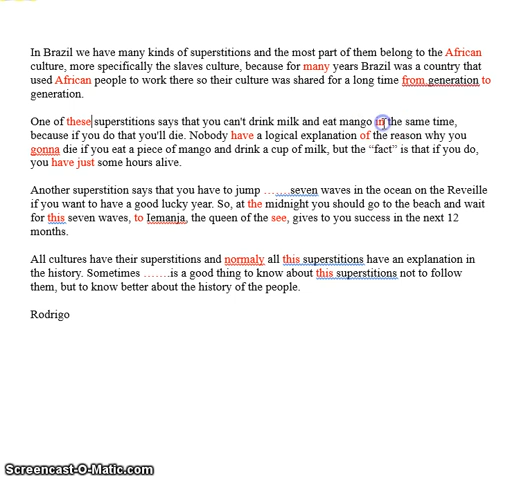 In Brazil we have many kinds of superstitions and the most part of them belong to the African
culture, more specifically the slaves culture, because for many years Brazil was a country that
used African people to work there so their culture was shared for a long time from generation to
generation.
One of these superstitions says that you can't drink milk and eat mango in the same time,
because if you do that you'll die. Nobody have a logical explanation of the reason why you
gonna die if you eat a piece of mango and drink a cup of milk, but the “fact” is that if you do,
you have just some hours alive.
Another superstition says that you have to jump …….seven waves in the ocean on the Reveille
if you want to have a good lucky year. So, at the midnight you should go to the beach and wait
for this seven waves, to Iemanja, the queen of the see, gives to you success in the next 12
months.
All cultures have their superstitions and normaly all this superstitions have an explanation in
the history. Sometimes …….is a good thing to know about this superstitions not to follow
them, but to know better about the history of the people.
Rodrigo
Screencast-O-Matic.com